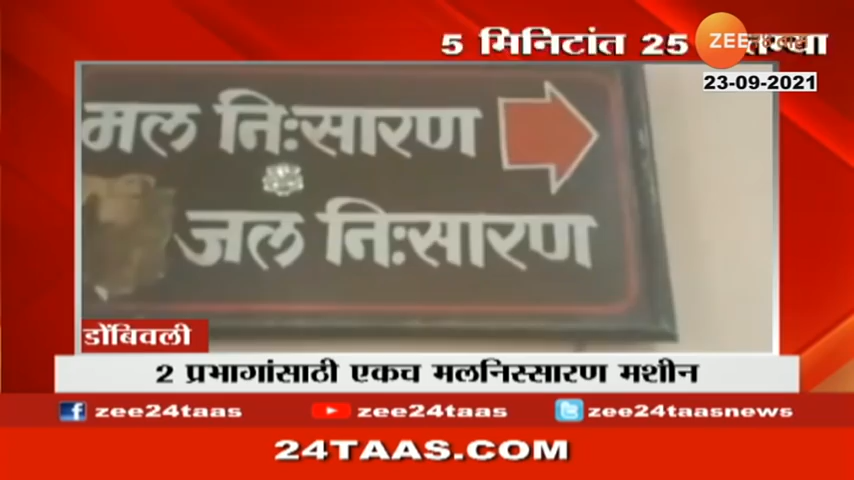 5 मिनिटांत 25
ZEE
23-09-2021
मल निःसारण
जल निःसारण
डोंबिवली
2 प्रभागांसाठी एकच मलनिस्सारण मशीन
zee24taas
zee24taas
zee24taasnews
24TAAS.COM